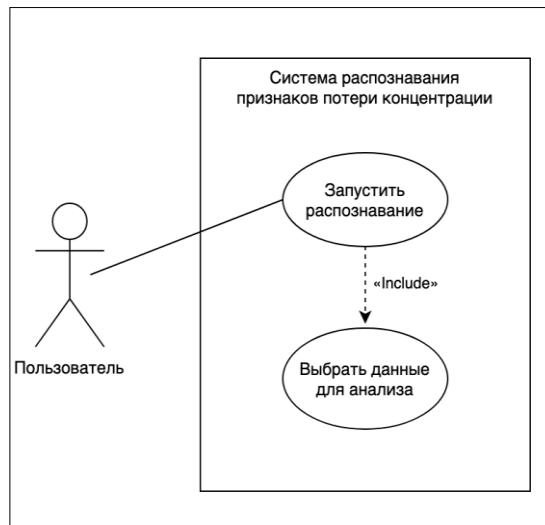 Система распознавания
признаков потери концентрации
Запустить
распознавание
«Include»
Пользователь
Выбрать данные
для анализа